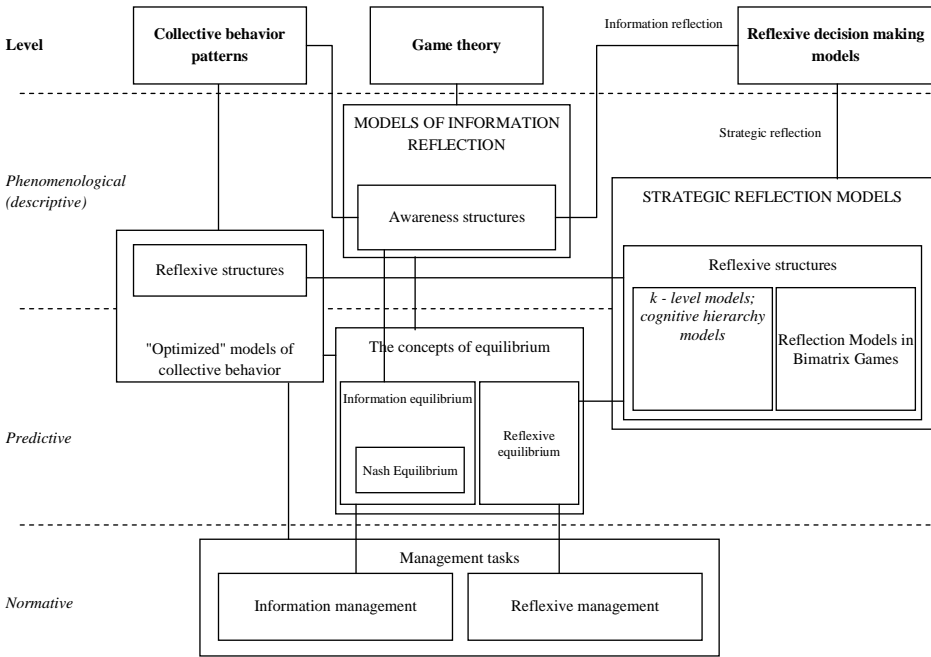 Level
Collective behavior
patterns
Game theory
Information reflection
Reflexive decision making
models
MODELS OF INFORMATION
REFLECTION
Strategic reflection
Phenomenological
(descriptive)
Awareness structures
STRATEGIC REFLECTION MODELS
Reflexive structures
Reflexive structures
k - level models;
cognitive hierarchy
models
Reflection Models in
Bimatrix Games
"Optimized" models of
collective behavior
The concepts of equilibrium
Information equilibrium
Reflexive
equilibrium
Nash Equilibrium
Predictive
Management tasks
Normative
Information management
Reflexive management